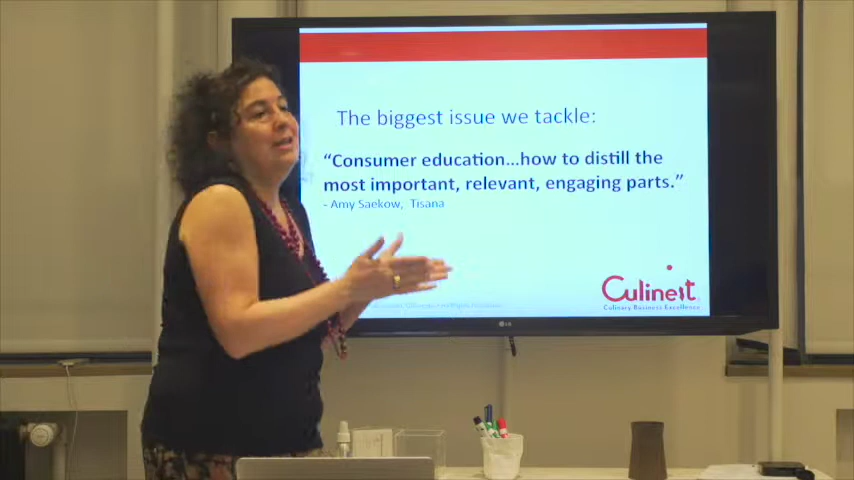 The biggest issue we tackle:
“Consumer education...how to distill the
most important, relevant, engaging parts.”
- Amy Saekow, Tisana
Culinest
Culinary Business Excellence
LG